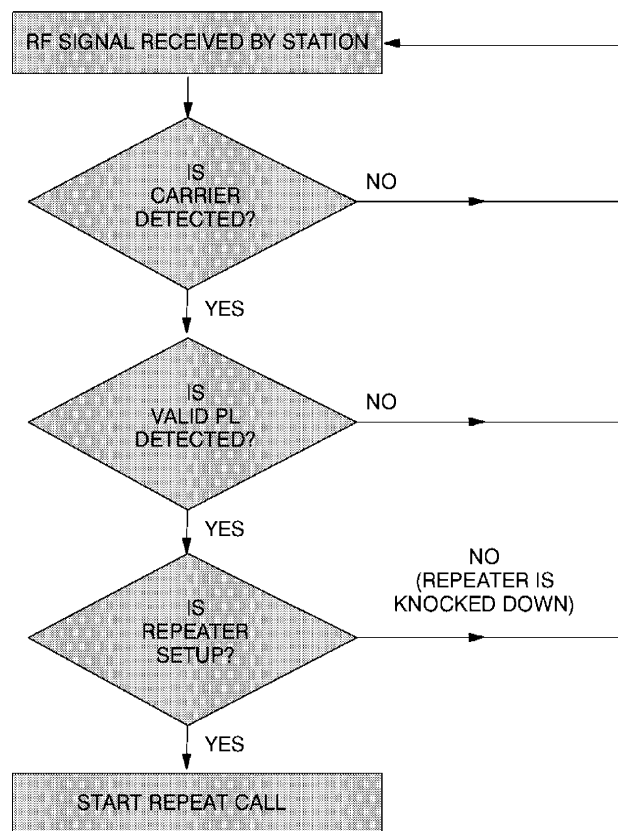 RF SIGNAL RECEIVED BY STATION
IS
CARRIER
DETECTED?
NO
YES
IS
VALID PL
DETECTED?
NO
YES
IS
REPEATER
SETUP?
NO
(REPEATER IS
KNOCKED DOWN)
YES
START REPEAT CALL